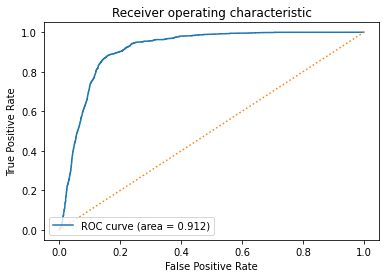 Receiver operating characteristic
1.0
0.8
0.6
0.4
0.2
0.0
True Positive Rate
ROC curve (area = 0.912)
0.0 0.2 0.4 0.6 0.8 1.0
False Positive Rate